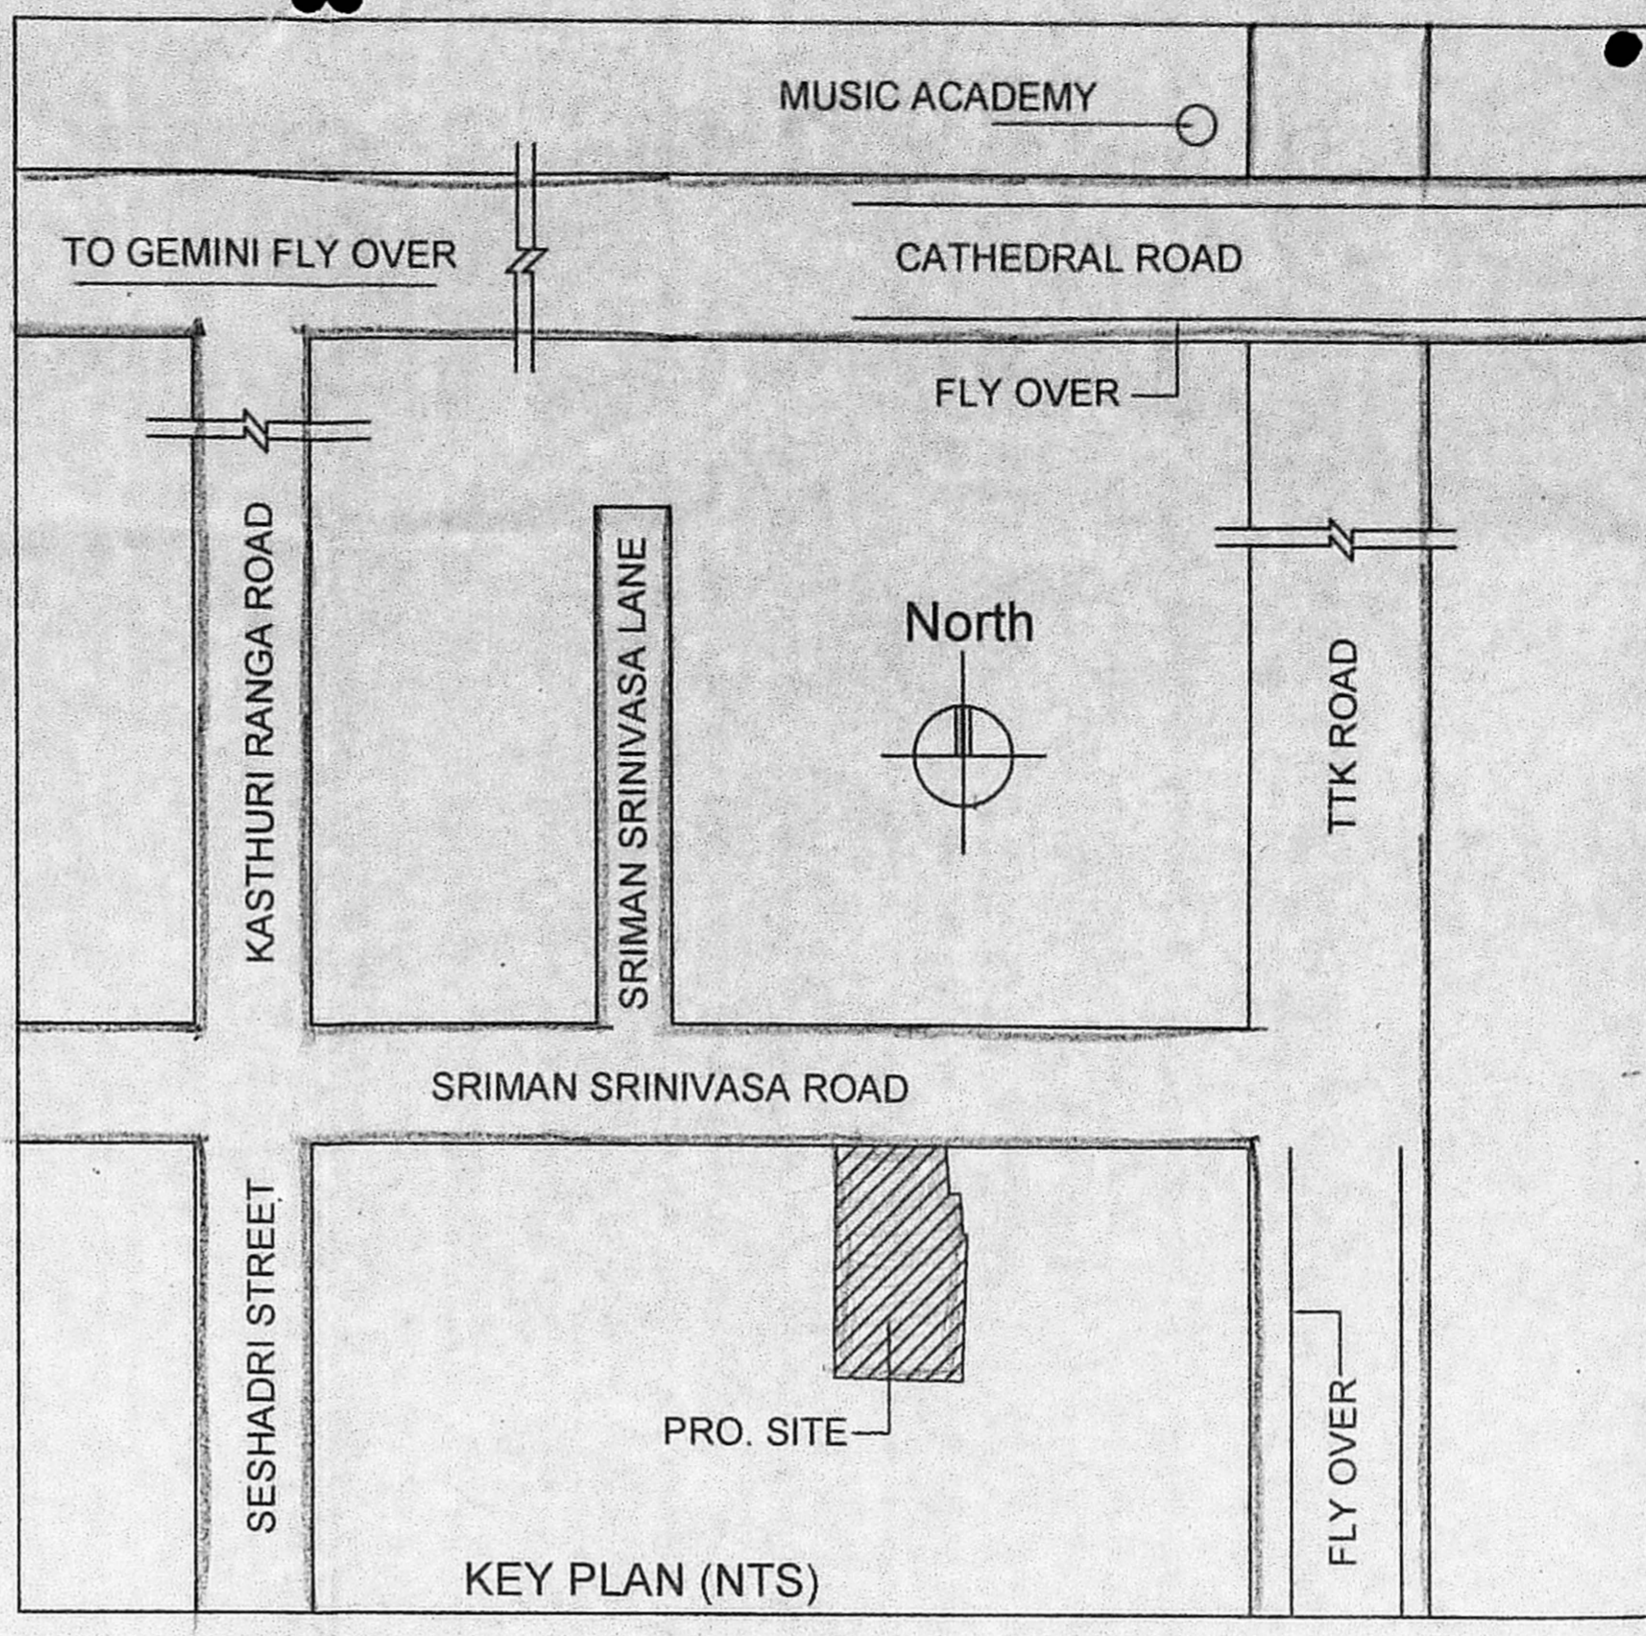 MUSIC ACADEMY
TO GEMINI FLY OVER
CATHEDRAL ROAD
FLY OVER
KASTHURI RANGA ROAD
SRIMAN SRINIVASA LANE
North
TTK ROAD
SRIMAN SRINIVASA ROAD
SESHADRI STREET
PRO. SITE
FLY OVER
KEY PLAN (NTS)